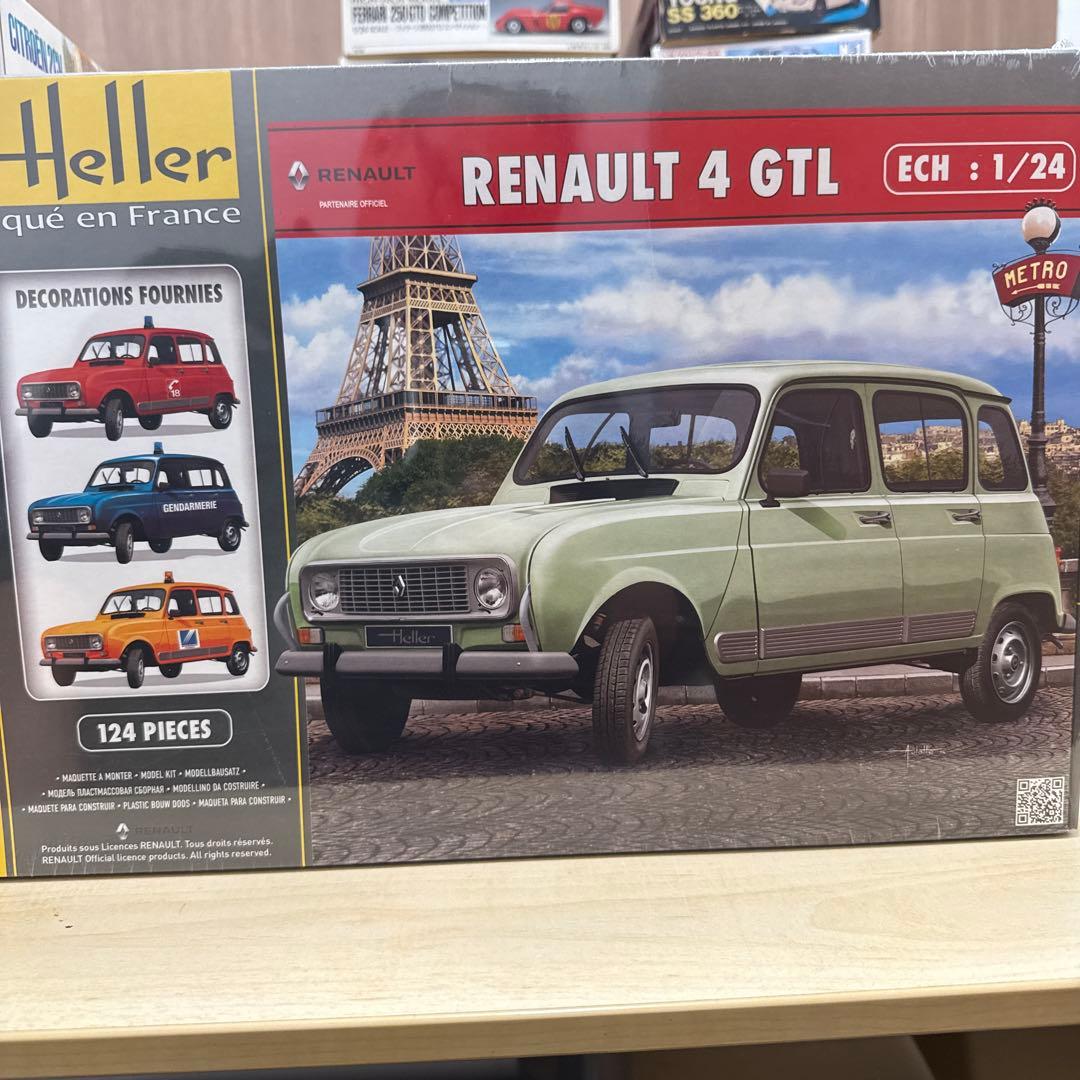 CITROËN 2CV
FERRARI 250 GTO COMPETITION
SS 360
Heller
qué en France
RENAULT
PARTENAIRE OFFICIEL
RENAULT 4 GTL
ECH : 1/24
METRO
DECORATIONS FOURNIES
18
GENDARMERIE
Heller
124 PIECES
• MAQUETTE A MONTER • MODEL KIT • MODELLBAUSATZ •
• МОДЕЛЬ ПЛАСТМАССОВАЯ СБОРНАЯ • MODELLINO DA COSTRUIRE •
• MAQUETE PARA CONSTRUIR • PLASTIC BOUW DOOS • MAQUETA PARA CONSTRUIR •
RENAULT
Produits sous Licences RENAULT. Tous droits réservés.
RENAULT Official licence products. All rights reserved.